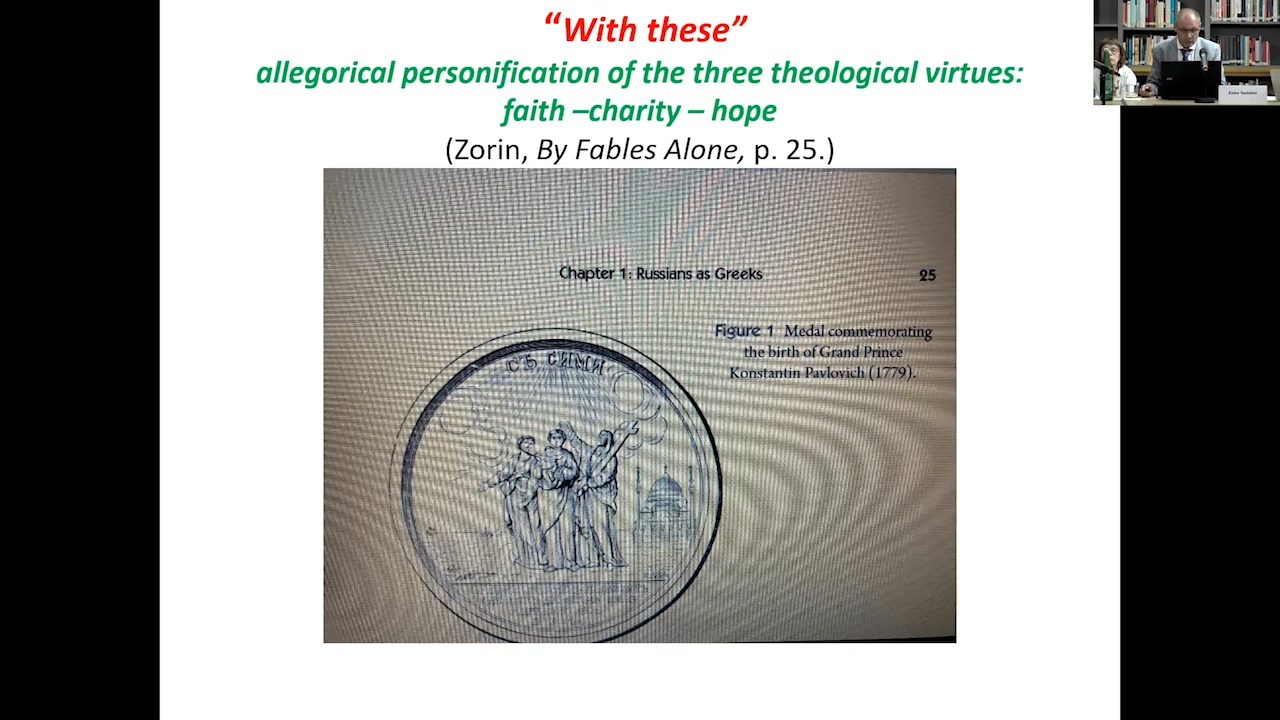 “With these”
allegorical personification of the three theological virtues:
faith –charity – hope
(Zorin, By Fables Alone, p. 25.)
Chapter 1: Russians as Greeks 25
Figure 1 Medal commemorating
the birth of Grand Prince
Konstantin Pavlovich (1779).
СЪ СИМИ